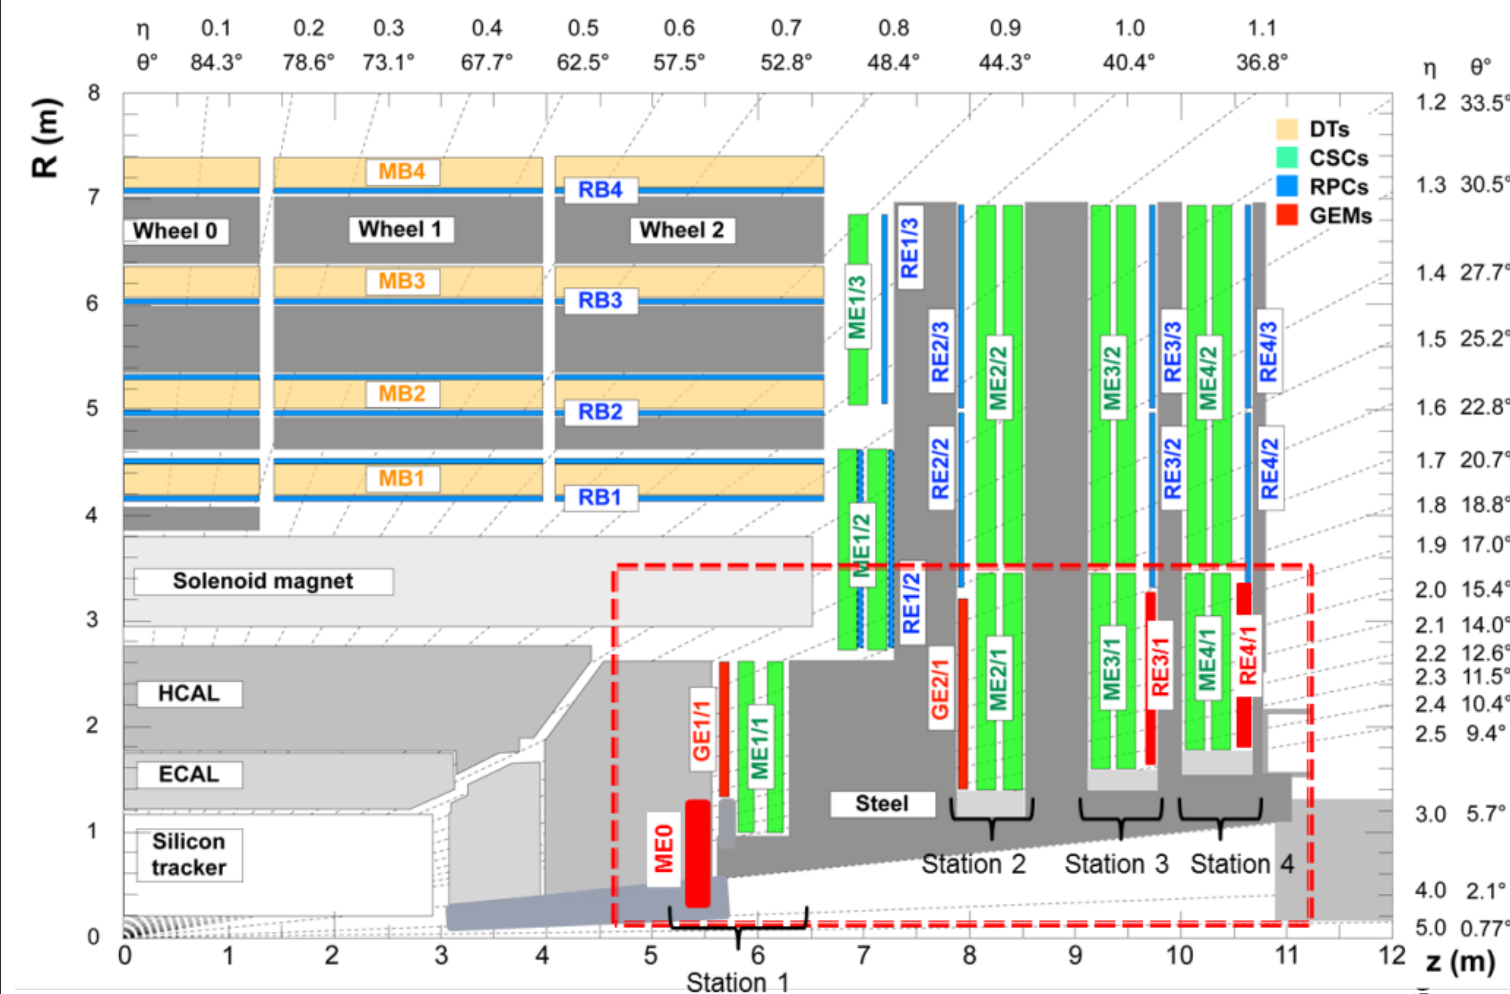 η 0.1 0.2 0.3 0.4 0.5 0.6 0.7 0.8 0.9 1.0 1.1
θ° 84.3° 78.6° 73.1° 67.7° 62.5° 57.5° 52.8° 48.4° 44.3° 40.4° 36.8°
η θ°
1.2 33.5°
1.3 30.5°
1.4 27.7°
1.5 25.2°
1.6 22.8°
1.7 20.7°
1.8 18.8°
1.9 17.0°
2.0 15.4°
2.1 14.0°
2.2 12.6°
2.3 11.5°
2.4 10.4°
2.5 9.4°
3.0 5.7°
4.0 2.1°
5.0 0.77°
R (m)
8
7
6
5
4
3
2
1
0
DTs
CSCs
RPCs
GEMs
MB4
RB4
Wheel 0
Wheel 1
Wheel 2
MB3
RB3
MB2
RB2
MB1
RB1
Solenoid magnet
HCAL
ECAL
Silicon
tracker
Steel
ME1/3
RE1/3
RE2/3
ME2/2
ME3/2
RE3/3
ME4/2
RE4/3
ME1/2
RE2/2
RE3/2
RE4/2
RE1/2
GE1/1
ME1/1
GE2/1
ME2/1
ME3/1
RE3/1
ME4/1
RE4/1
ME0
Station 2
Station 3
Station 4
Station 1
0 1 2 3 4 5 6 7 8 9 10 11 12
z (m)